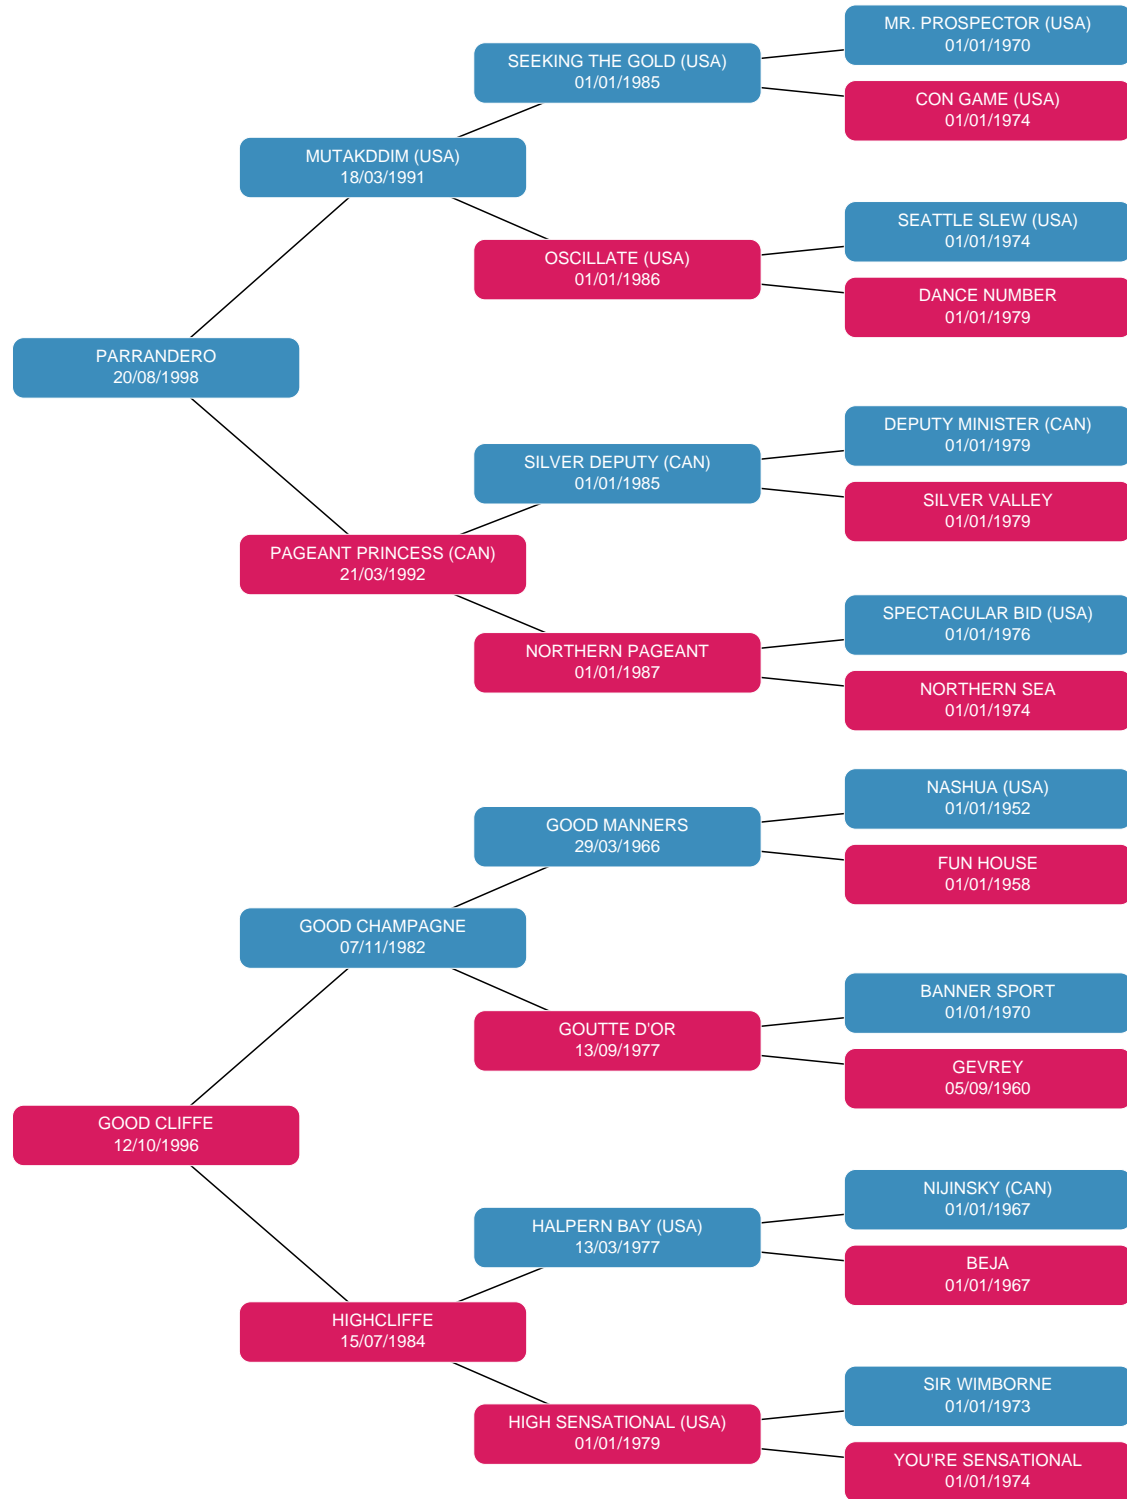 MR. PROSPECTOR (USA)
01/01/1970
SEEKING THE GOLD (USA)
01/01/1985
CON GAME (USA)
01/01/1974
MUTAKDDIM (USA)
18/03/1991
SEATTLE SLEW (USA)
01/01/1974
OSCILLATE (USA)
01/01/1986
DANCE NUMBER
01/01/1979
PARRANDERO
20/08/1998
DEPUTY MINISTER (CAN)
01/01/1979
SILVER DEPUTY (CAN)
01/01/1985
SILVER VALLEY
01/01/1979
PAGEANT PRINCESS (CAN)
21/03/1992
SPECTACULAR BID (USA)
01/01/1976
NORTHERN PAGEANT
01/01/1987
NORTHERN SEA
01/01/1974
NASHUA (USA)
01/01/1952
GOOD MANNERS
29/03/1966
FUN HOUSE
01/01/1958
GOOD CHAMPAGNE
07/11/1982
BANNER SPORT
01/01/1970
GOUTTE D'OR
13/09/1977
GEVREY
05/09/1960
GOOD CLIFFE
12/10/1996
NIJINSKY (CAN)
01/01/1967
HALPERN BAY (USA)
13/03/1977
BEJA
01/01/1967
HIGHCLIFFE
15/07/1984
SIR WIMBORNE
01/01/1973
HIGH SENSATIONAL (USA)
01/01/1979
YOU'RE SENSATIONAL
01/01/1974